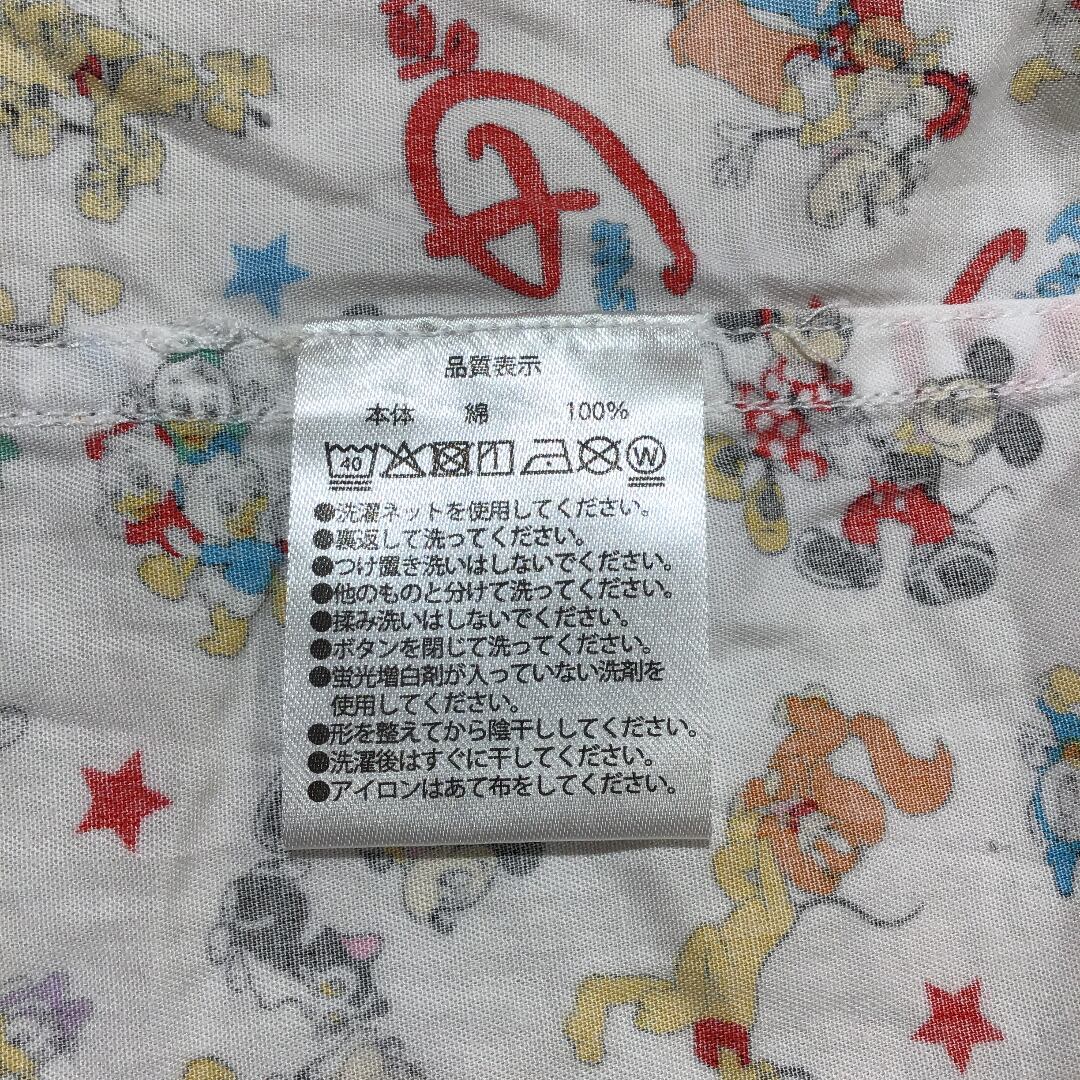 品質表示
本体 綿 100%
40 W
●洗濯ネットを使用してください。
●裏返して洗ってください。
●つけ置き洗いはしないでください。
●他のものと分けて洗ってください。
●揉み洗いはしないでください。
●ボタンを閉じて洗ってください。
●蛍光増白剤が入っていない洗剤を
使用してください。
●形を整えてから陰干ししてください。
●洗濯後はすぐに干してください。
●アイロンはあて布をしてください。